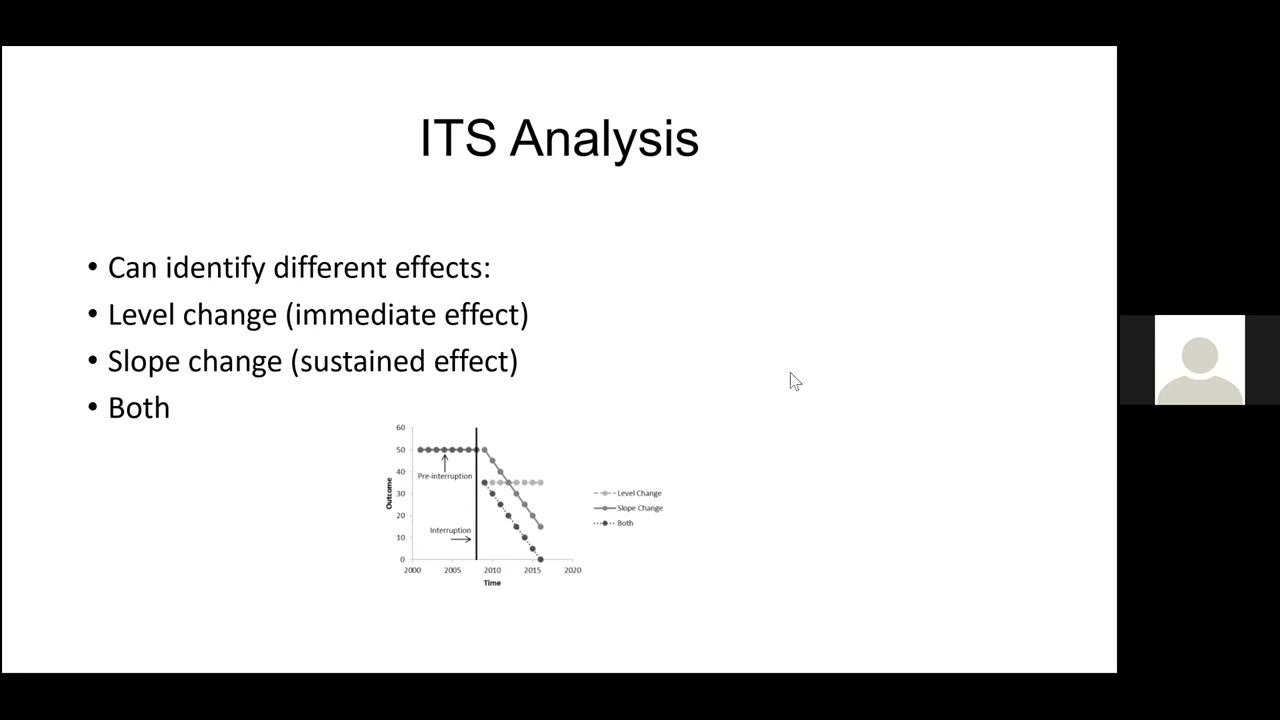 ITS Analysis
• Can identify different effects:
• Level change (immediate effect)
• Slope change (sustained effect)
• Both
60
50
40
30
20
10
0
Outcome
Pre-interruption
Interruption
2000 2005 2010 2015 2020
Time
Level Change
Slope Change
Both